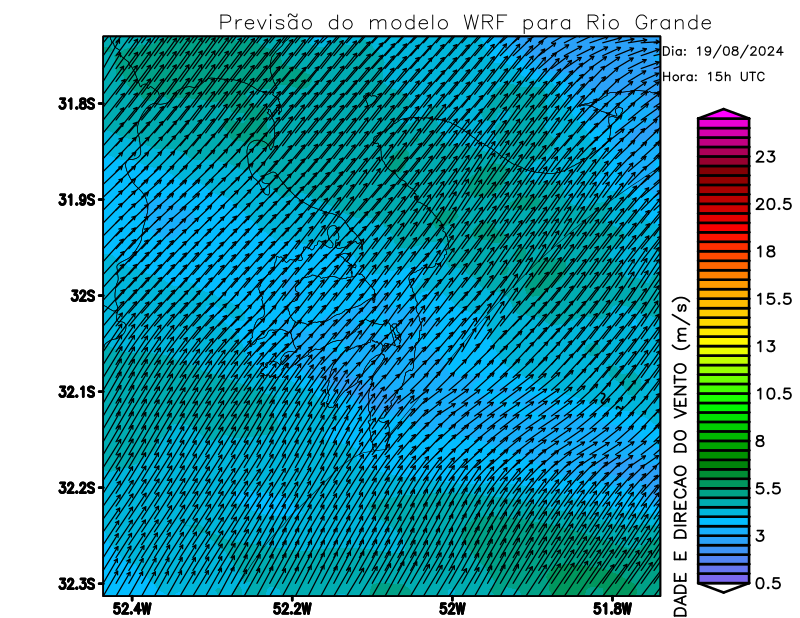 Previsão do modelo WRF para Rio Grande
Dia: 19/08/2024
Hora: 15h UTC
31.8S
31.9S
32S
32.1S
32.2S
32.3S
52.4W
52.2W
52W
51.8W
23
20.5
18
15.5
13
10.5
8
5.5
3
0.5
DADE E DIRECAO DO VENTO (m/s)